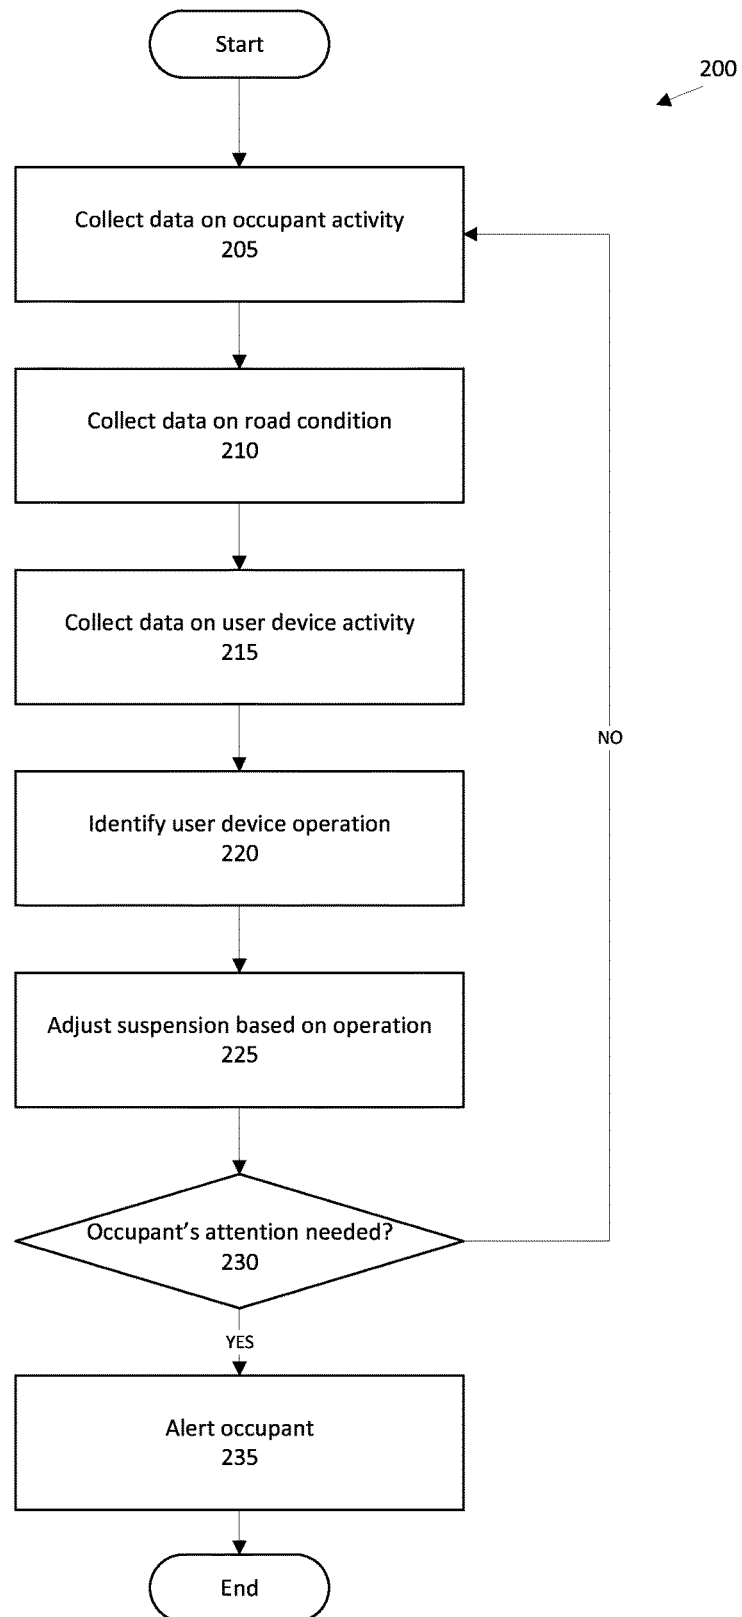 Start
200
Collect data on occupant activity
205
Collect data on road condition
210
Collect data on user device activity
215
NO
Identify user device operation
220
Adjust suspension based on operation
225
Occupant’s attention needed?
230
YES
Alert occupant
235
End